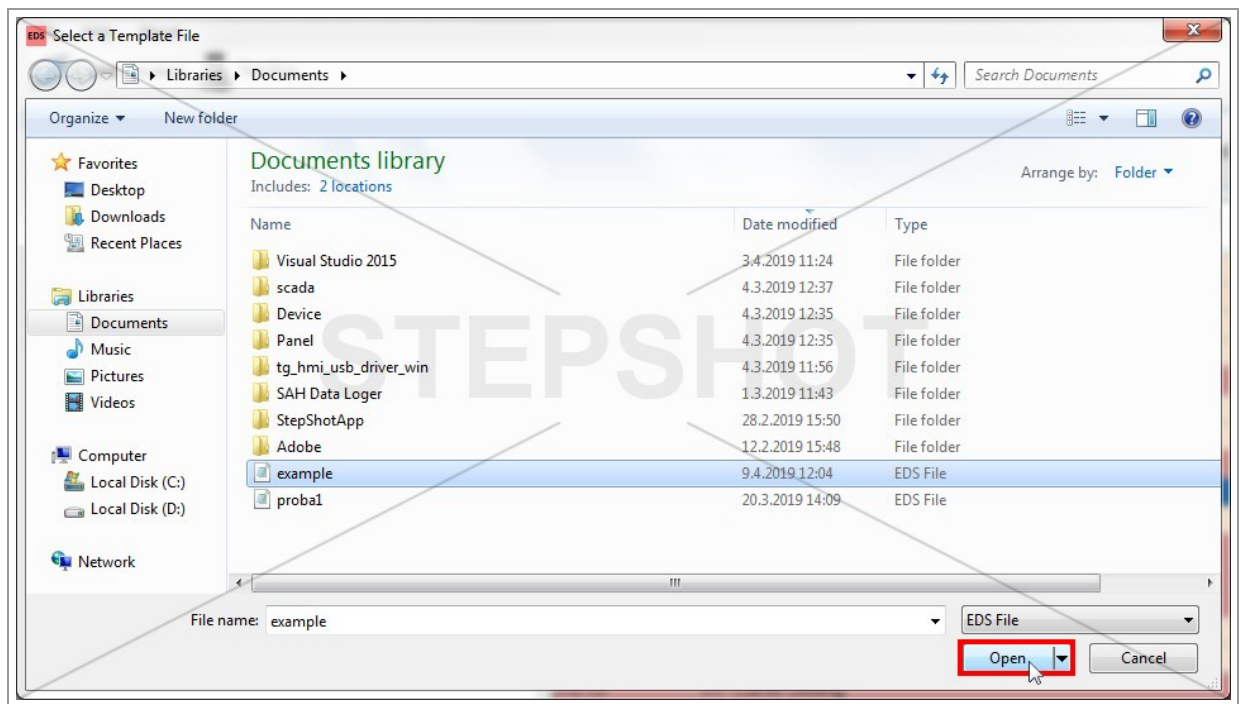 EDS Select a Template File
Libraries Documents
Search Documents
Organize New folder
Favorites
Desktop
Downloads
Recent Places
Libraries
Documents
Music
Pictures
Videos
Computer
Local Disk (C:)
Local Disk (D:)
Network
Documents library
Includes: 2 locations
Arrange by: Folder
Name Date modified Type
Visual Studio 2015 3.4.2019 11:24 File folder
scada 4.3.2019 12:37 File folder
Device 4.3.2019 12:35 File folder
Panel 4.3.2019 12:35 File folder
tg_hmi_usb_driver_win 4.3.2019 11:56 File folder
SAH Data Loger 1.3.2019 11:43 File folder
StepShotApp 28.2.2019 15:50 File folder
Adobe 12.2.2019 15:48 File folder
example 9.4.2019 12:04 EDS File
proba1 20.3.2019 14:09 EDS File
STEPSHOT
File name: example EDS File
Open Cancel